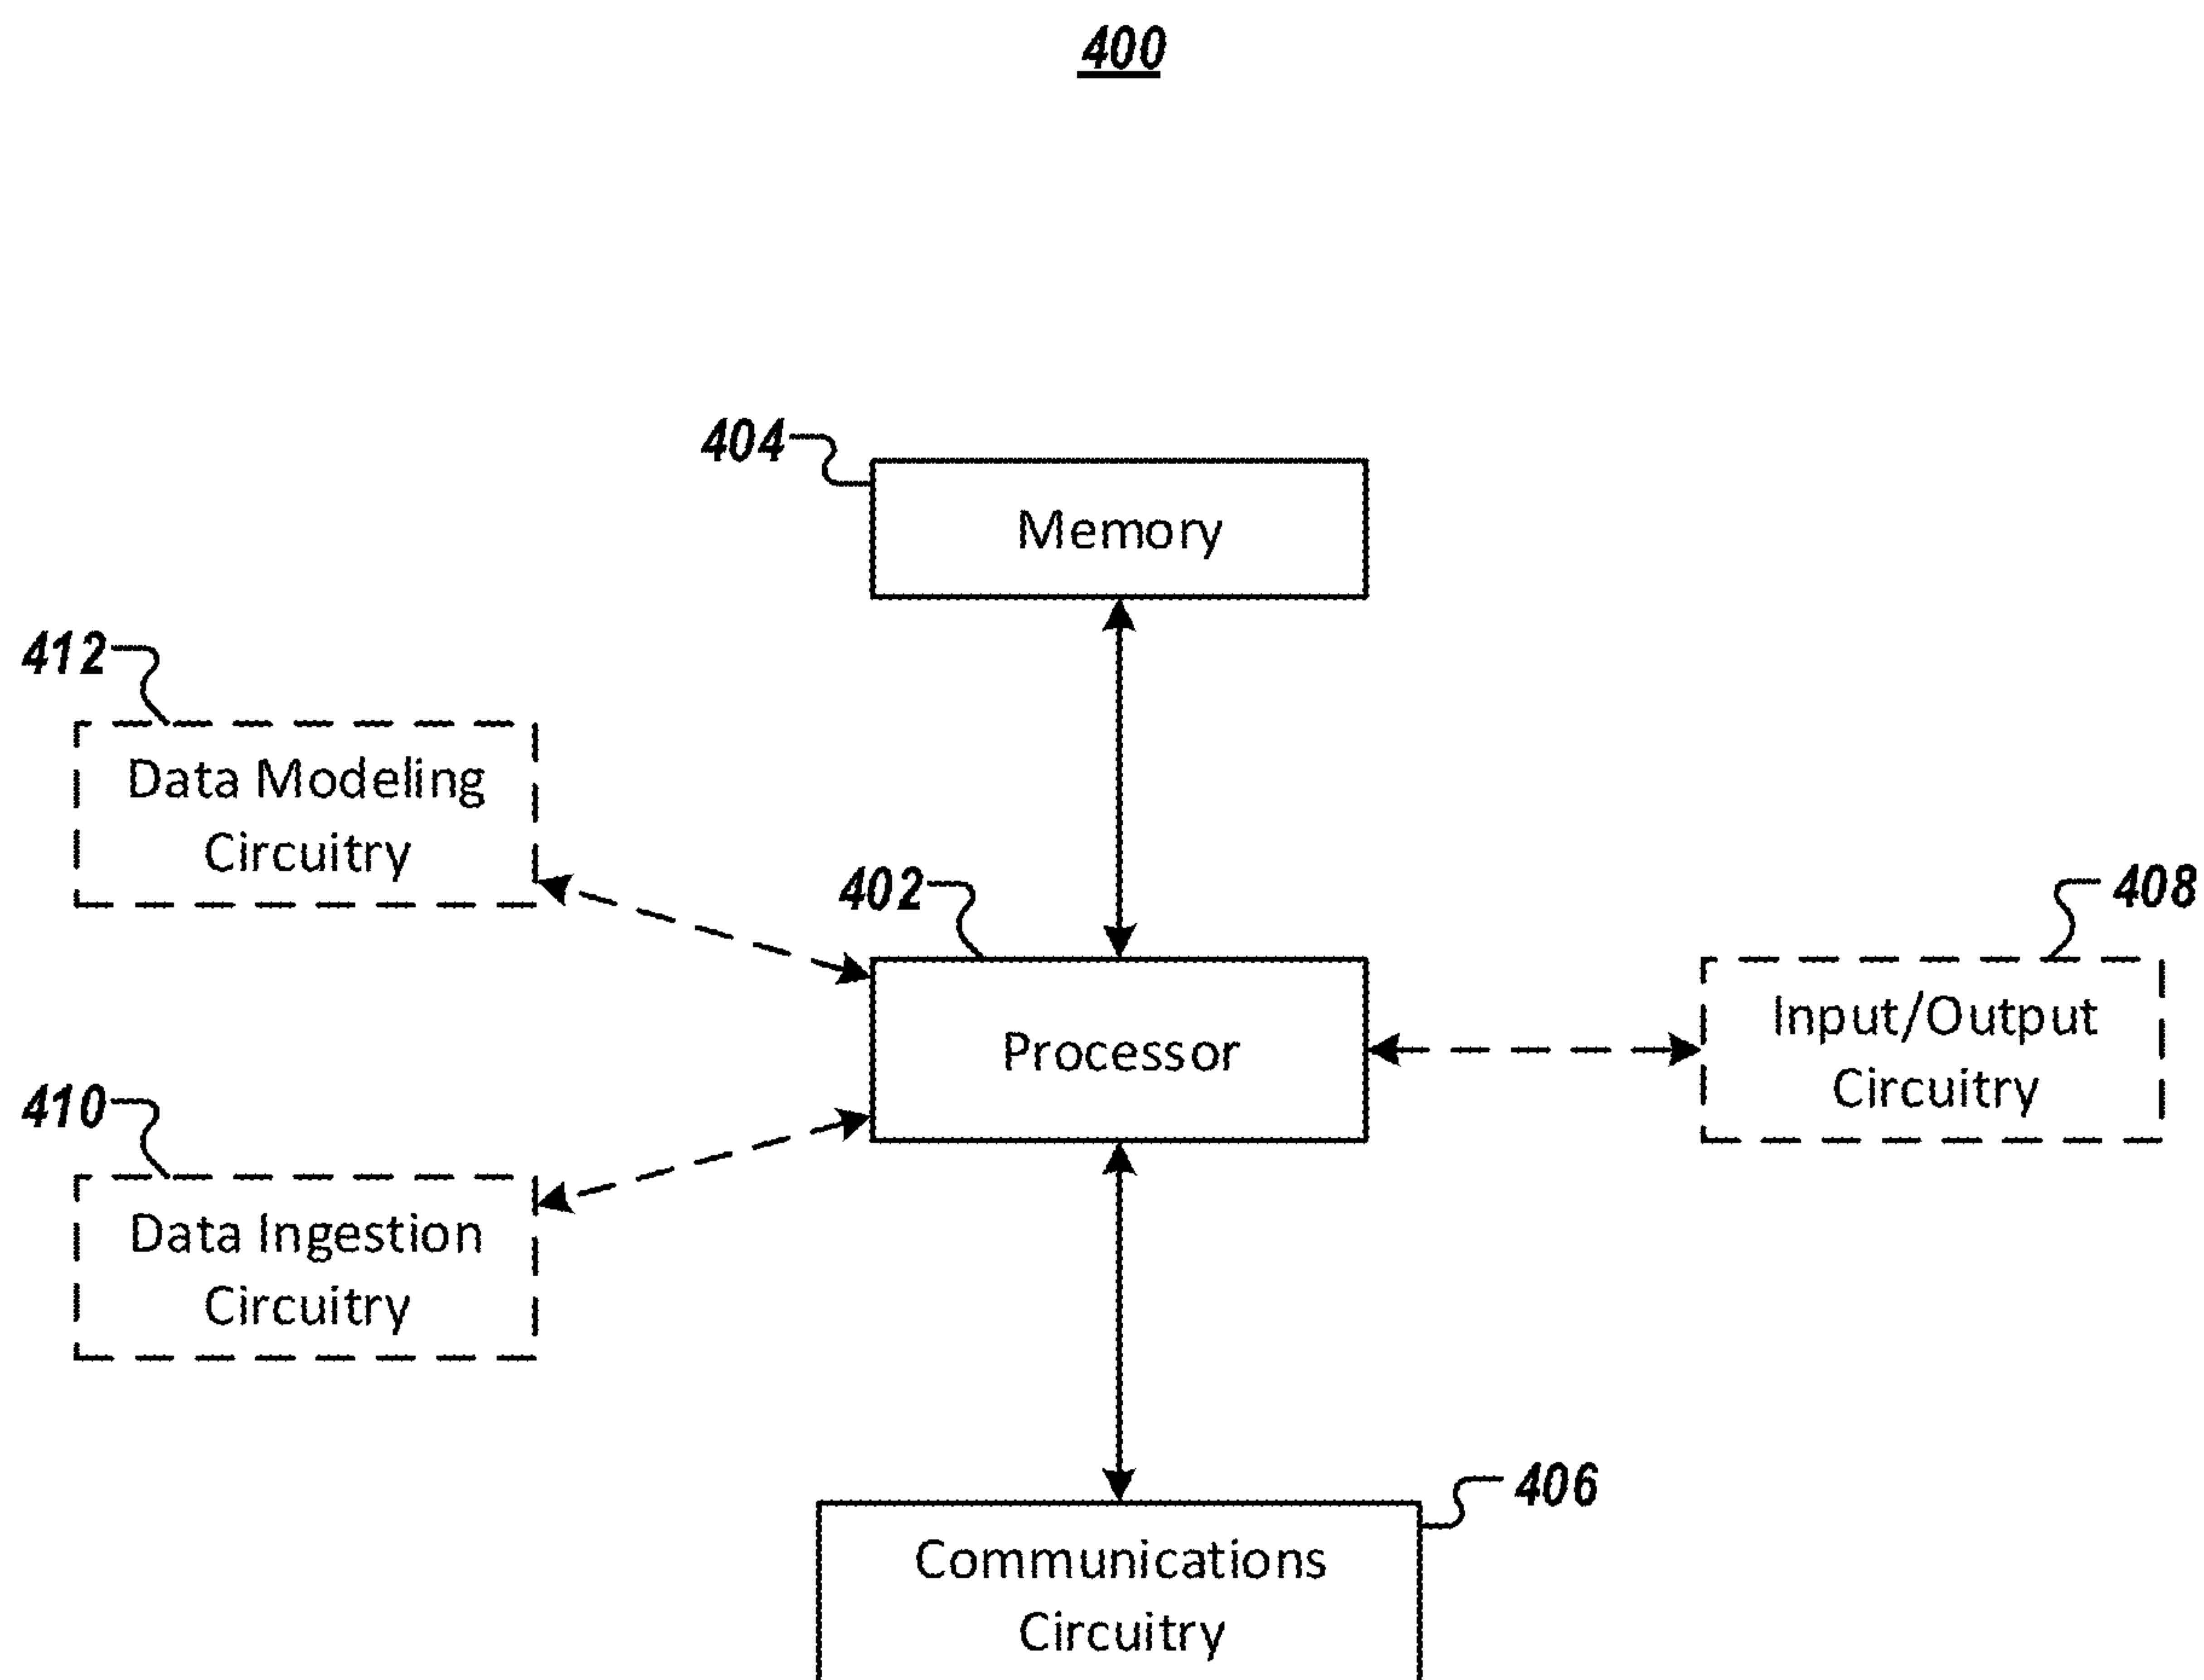 400
404
Memory
412
Data Modeling
Circuitry
402
408
Processor
Input/Output
Circuitry
410
Data Ingestion
Circuitry
406
Communications
Circuitry